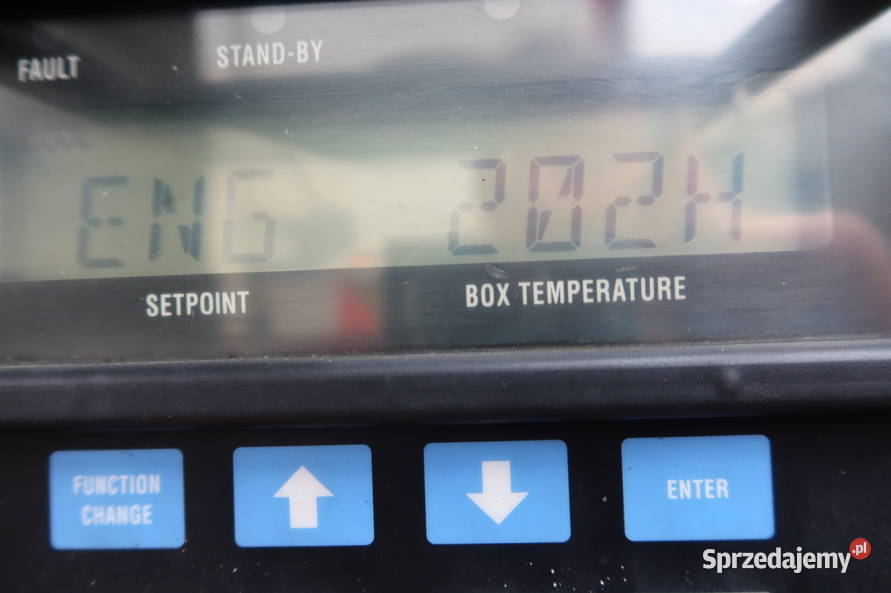 FAULT STAND-BY
ENG 202H
SETPOINT BOX TEMPERATURE
FUNCTION CHANGE ENTER
Sprzedajemy.pl